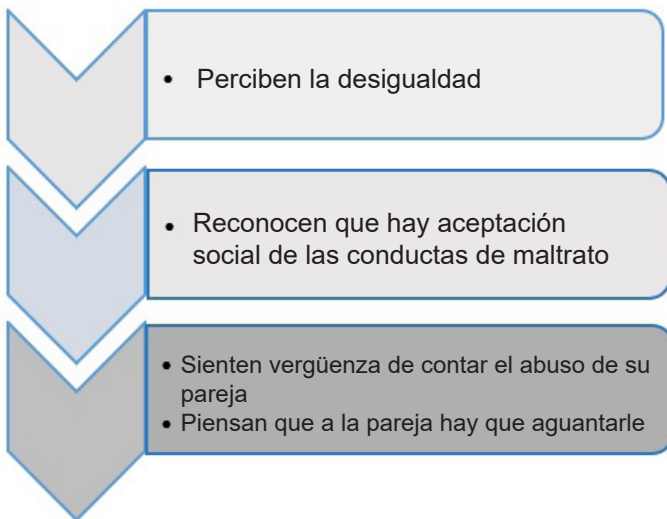 • Perciben la desigualdad
• Reconocen que hay aceptación
social de las conductas de maltrato
• Sienten vergüenza de contar el abuso de su
pareja
• Piensan que a la pareja hay que aguantarle